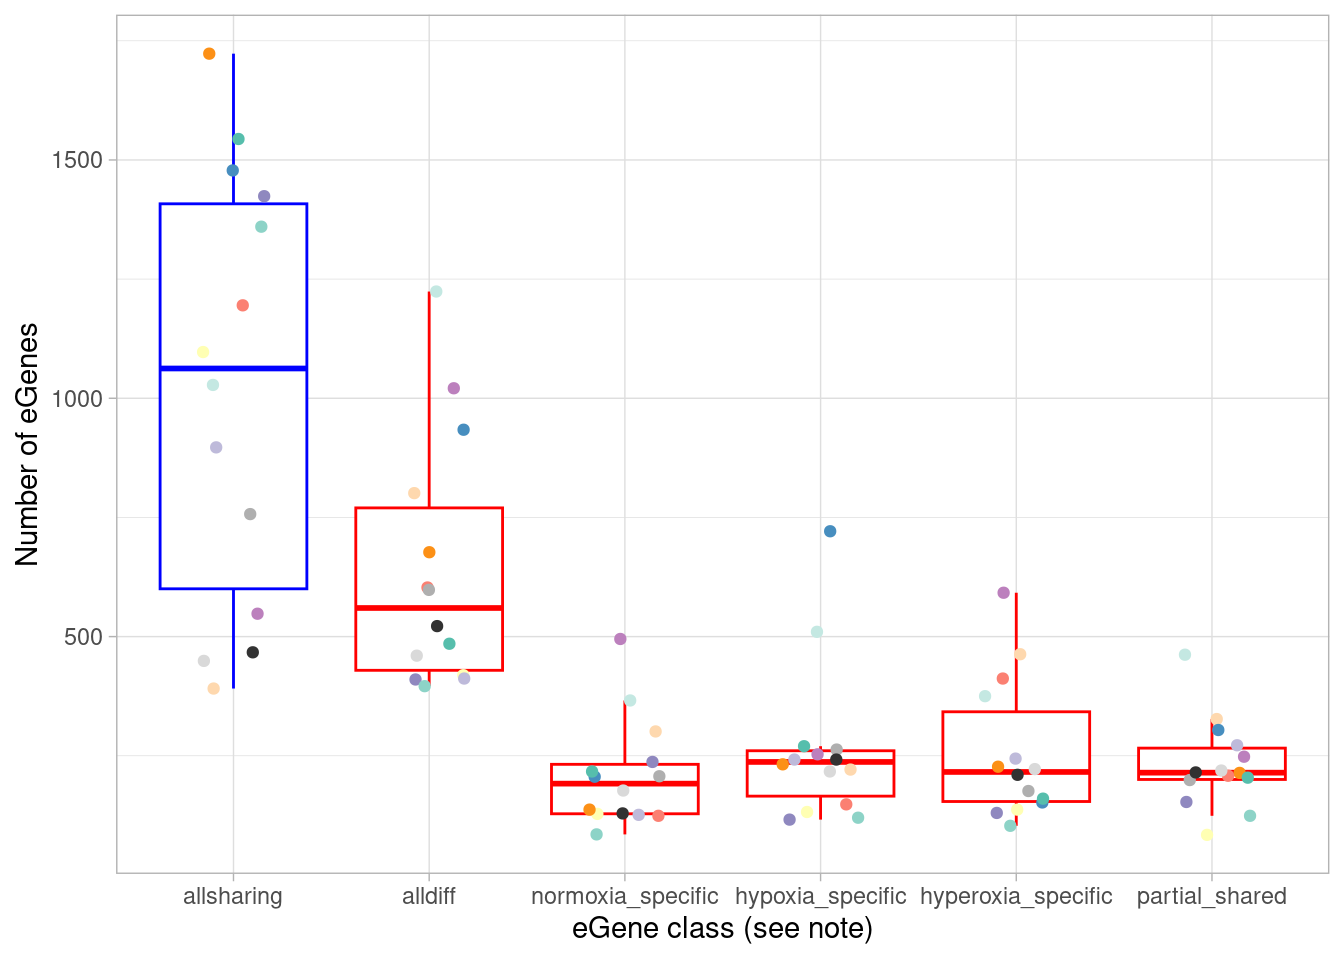 Number of eGenes
1500
1000
500
allsharing alldiff normoxia_specific hypoxia_specific hyperoxia_specific partial_shared
eGene class (see note)